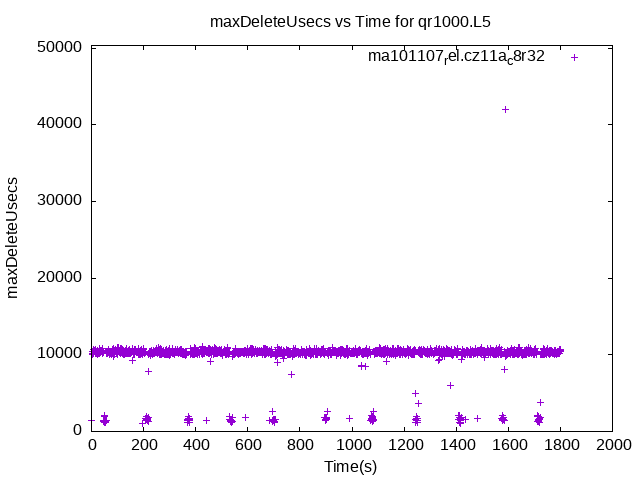 maxDeleteUsecs vs Time for qr1000.L5
50000
ma101107rel.cz11ac8r32
40000
30000
maxDeleteUsecs
20000
10000
0
0 200 400 600 800 1000 1200 1400 1600 1800 2000
Time(s)